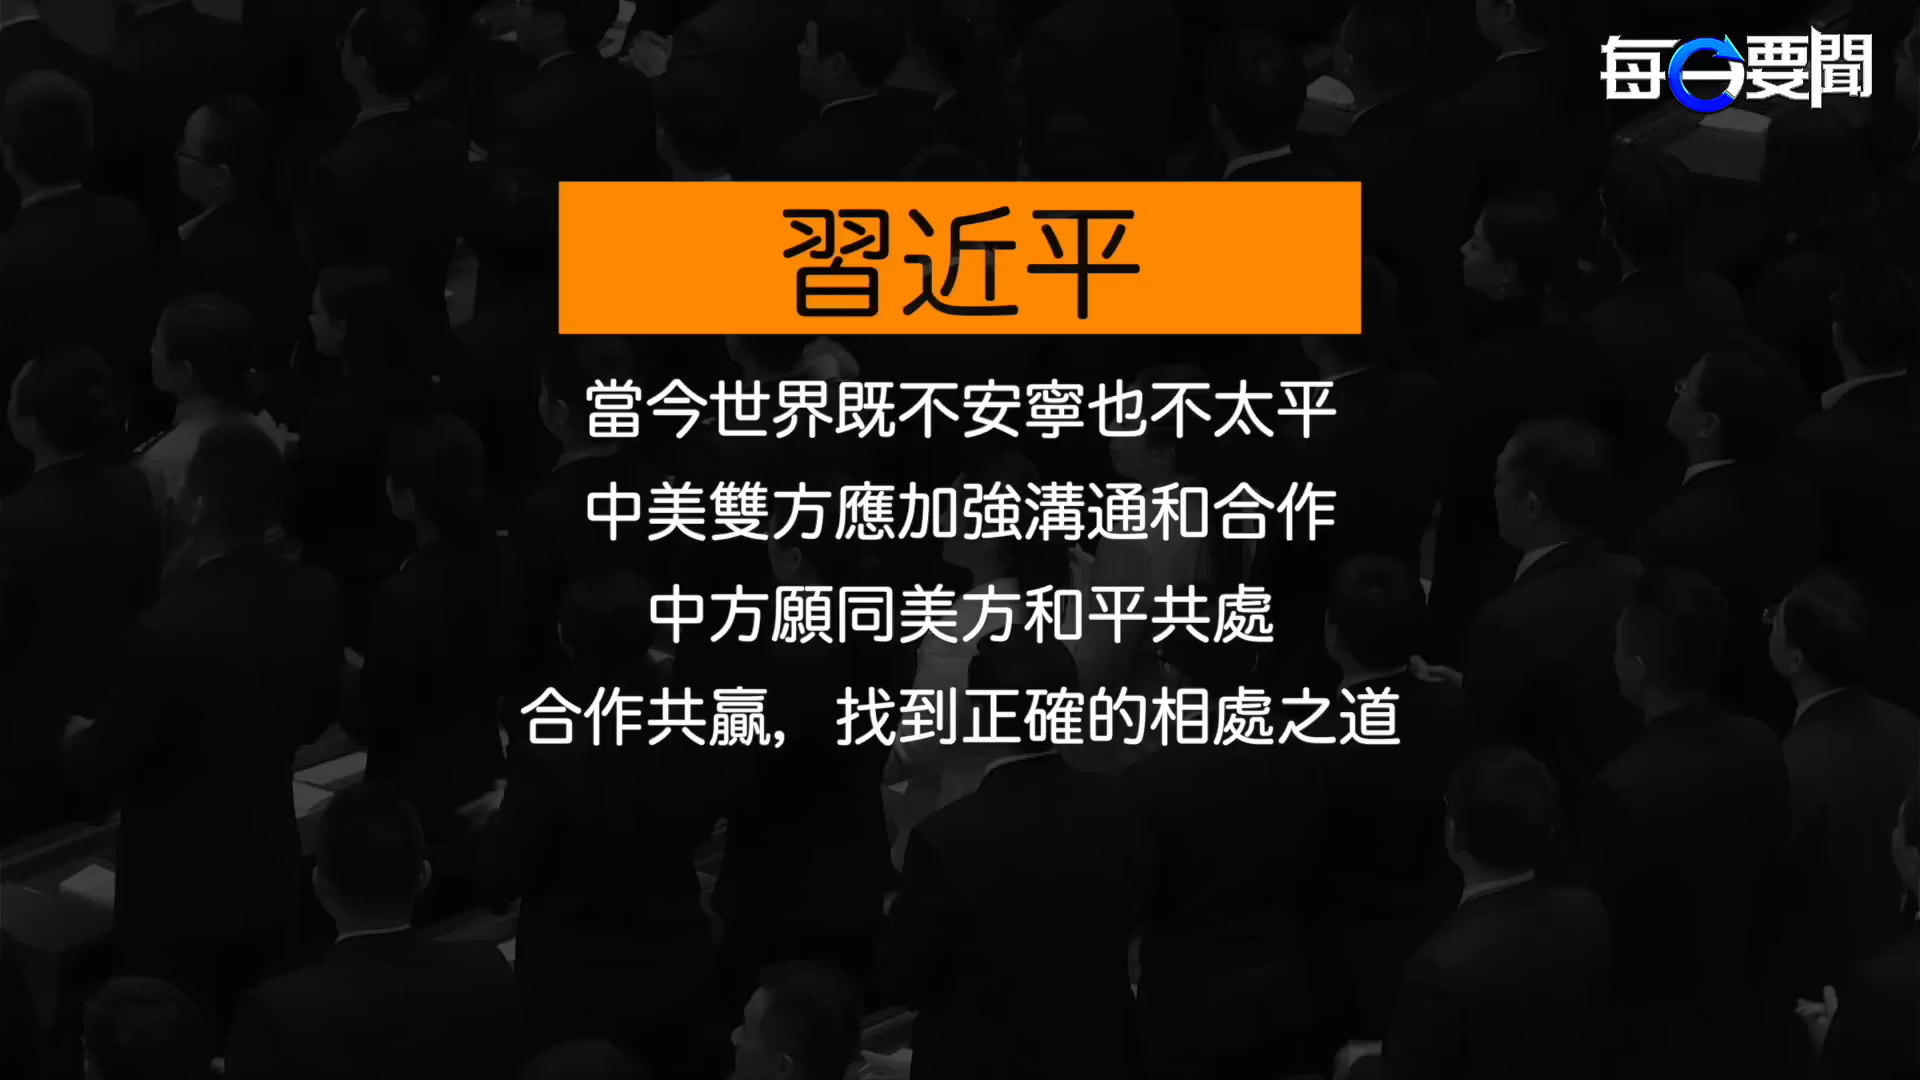 每日要聞
習近平
當今世界既不安寧也不太平
中美雙方應加強溝通和合作
中方願同美方和平共處
合作共贏，找到正確的相處之道